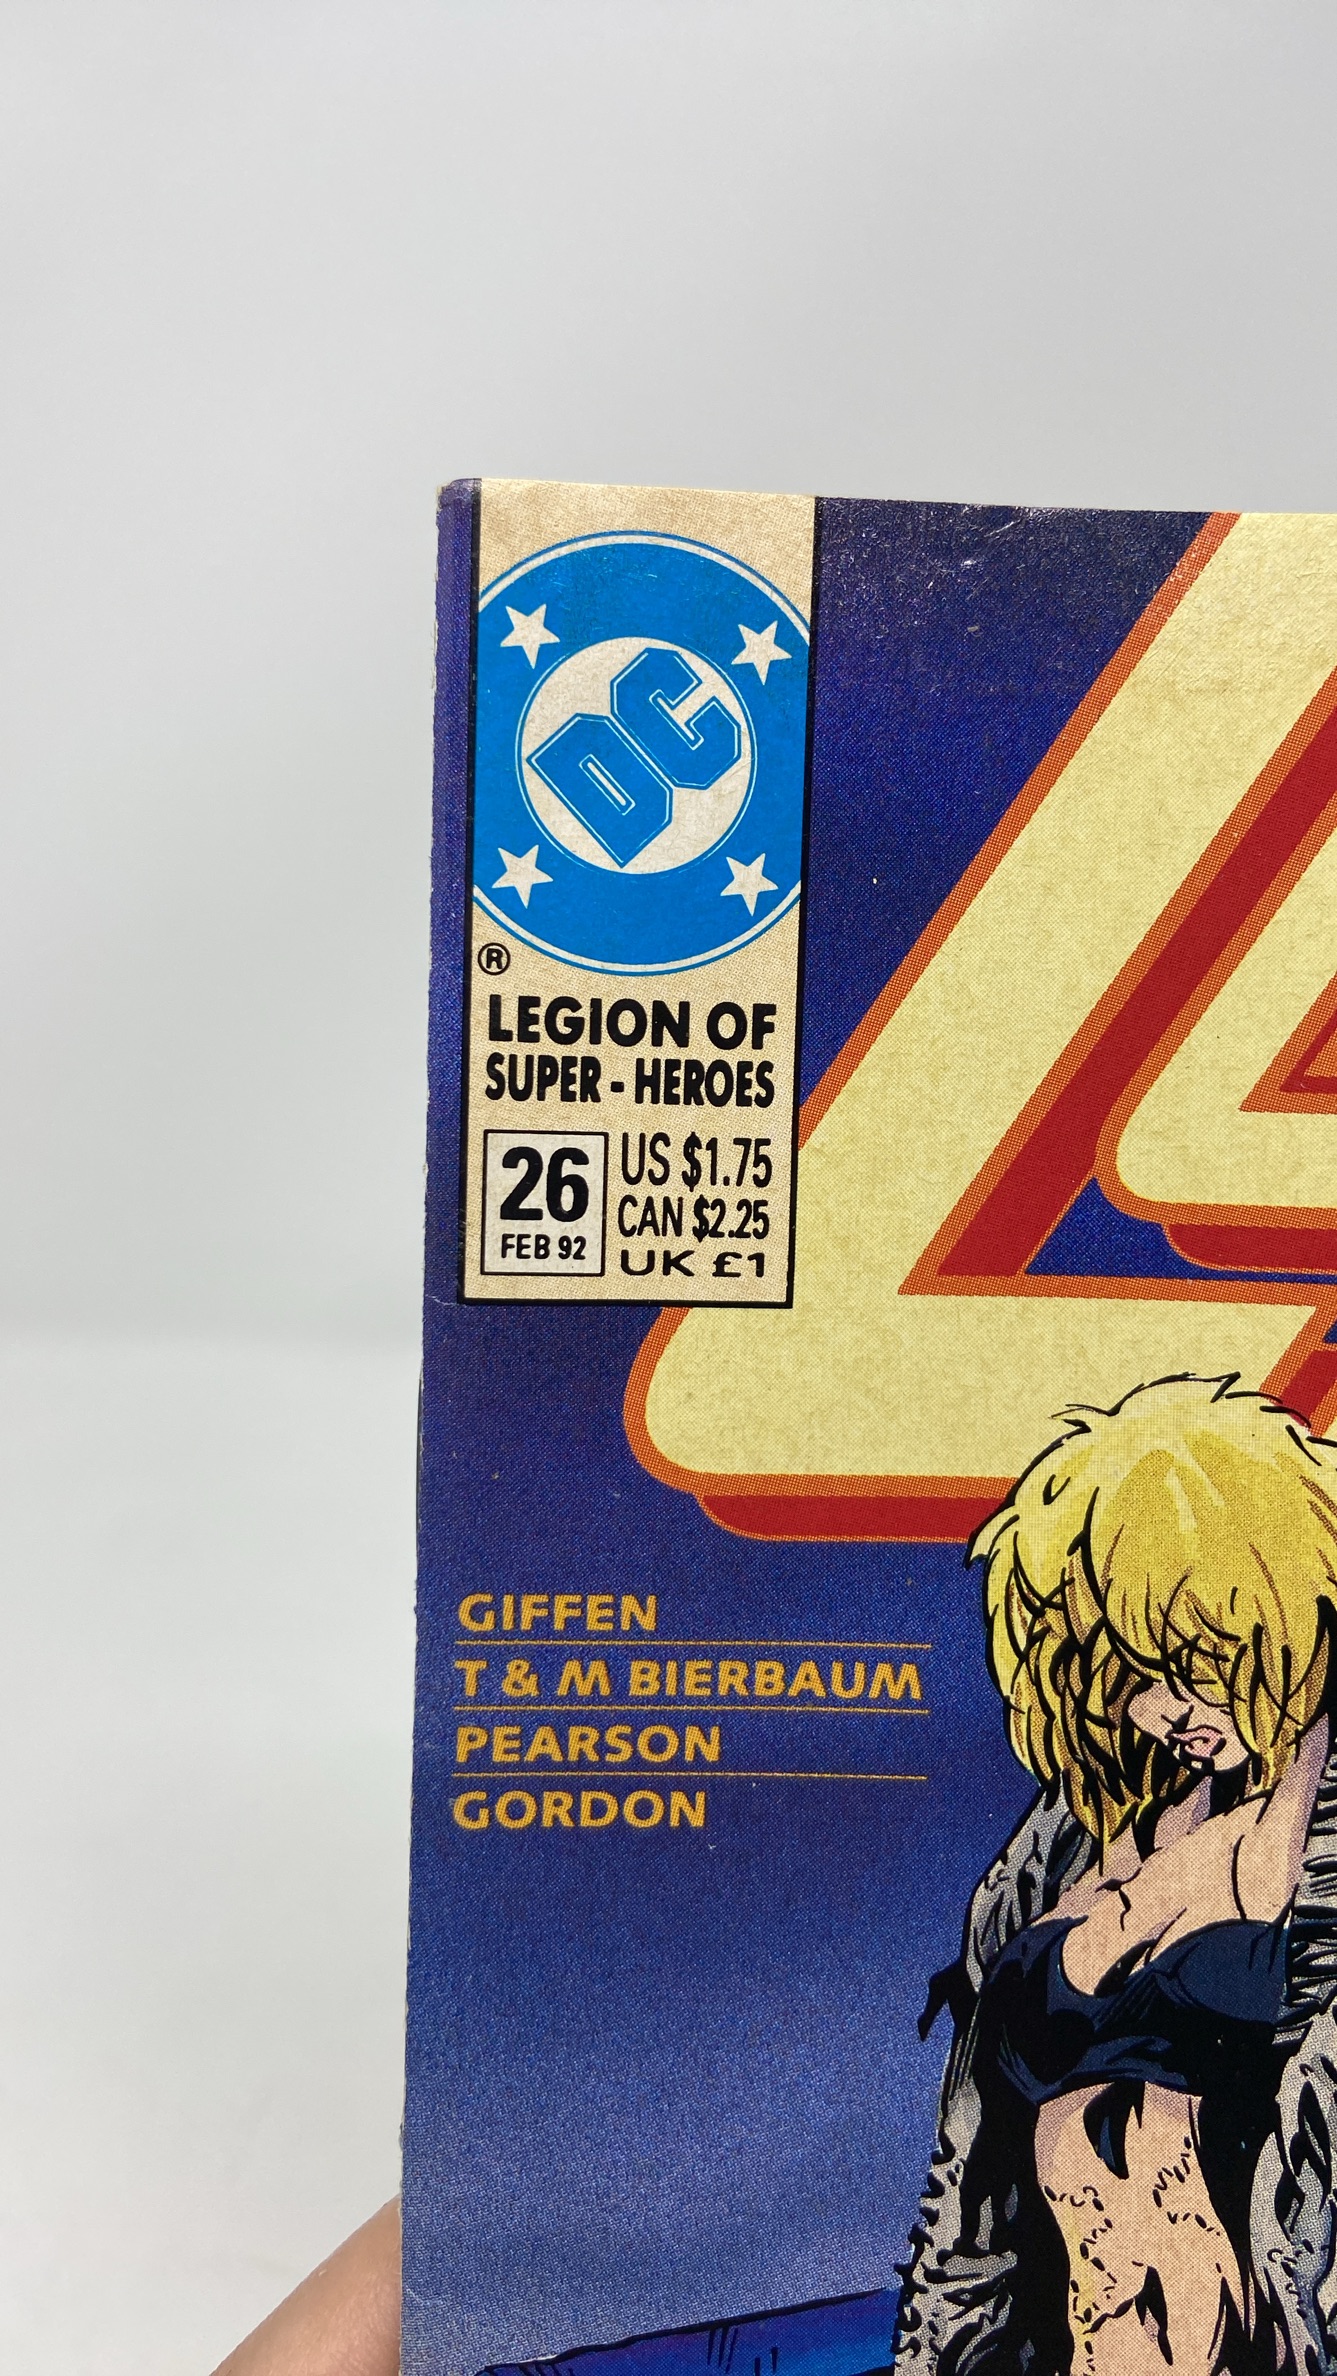 DC
®
LEGION OF
SUPER-HEROES
26
FEB 92
US $1.75
CAN $2.25
UK £1
GIFFEN
T & M BIERBAUM
PEARSON
GORDON